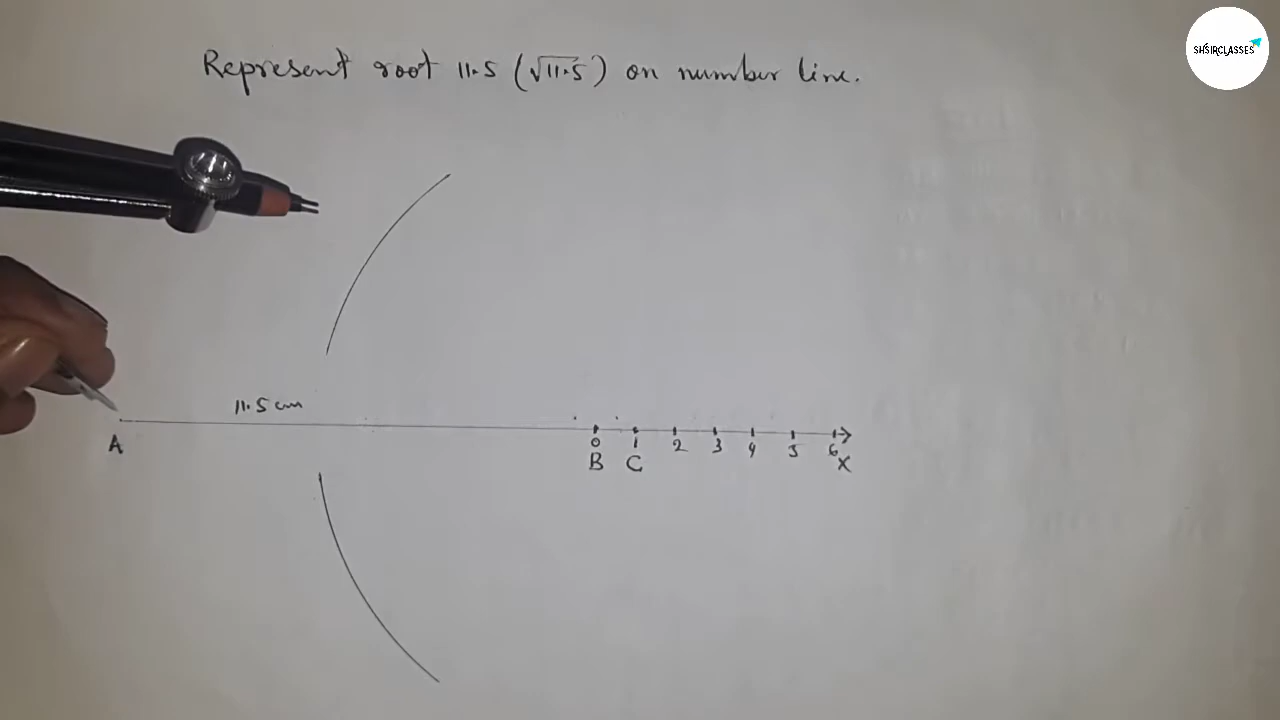 SHSIRCLASSES
Represent root 11.5 (√11.5) on number line.
11.5 cm
0 1 2 3 4 5 6
A B C X